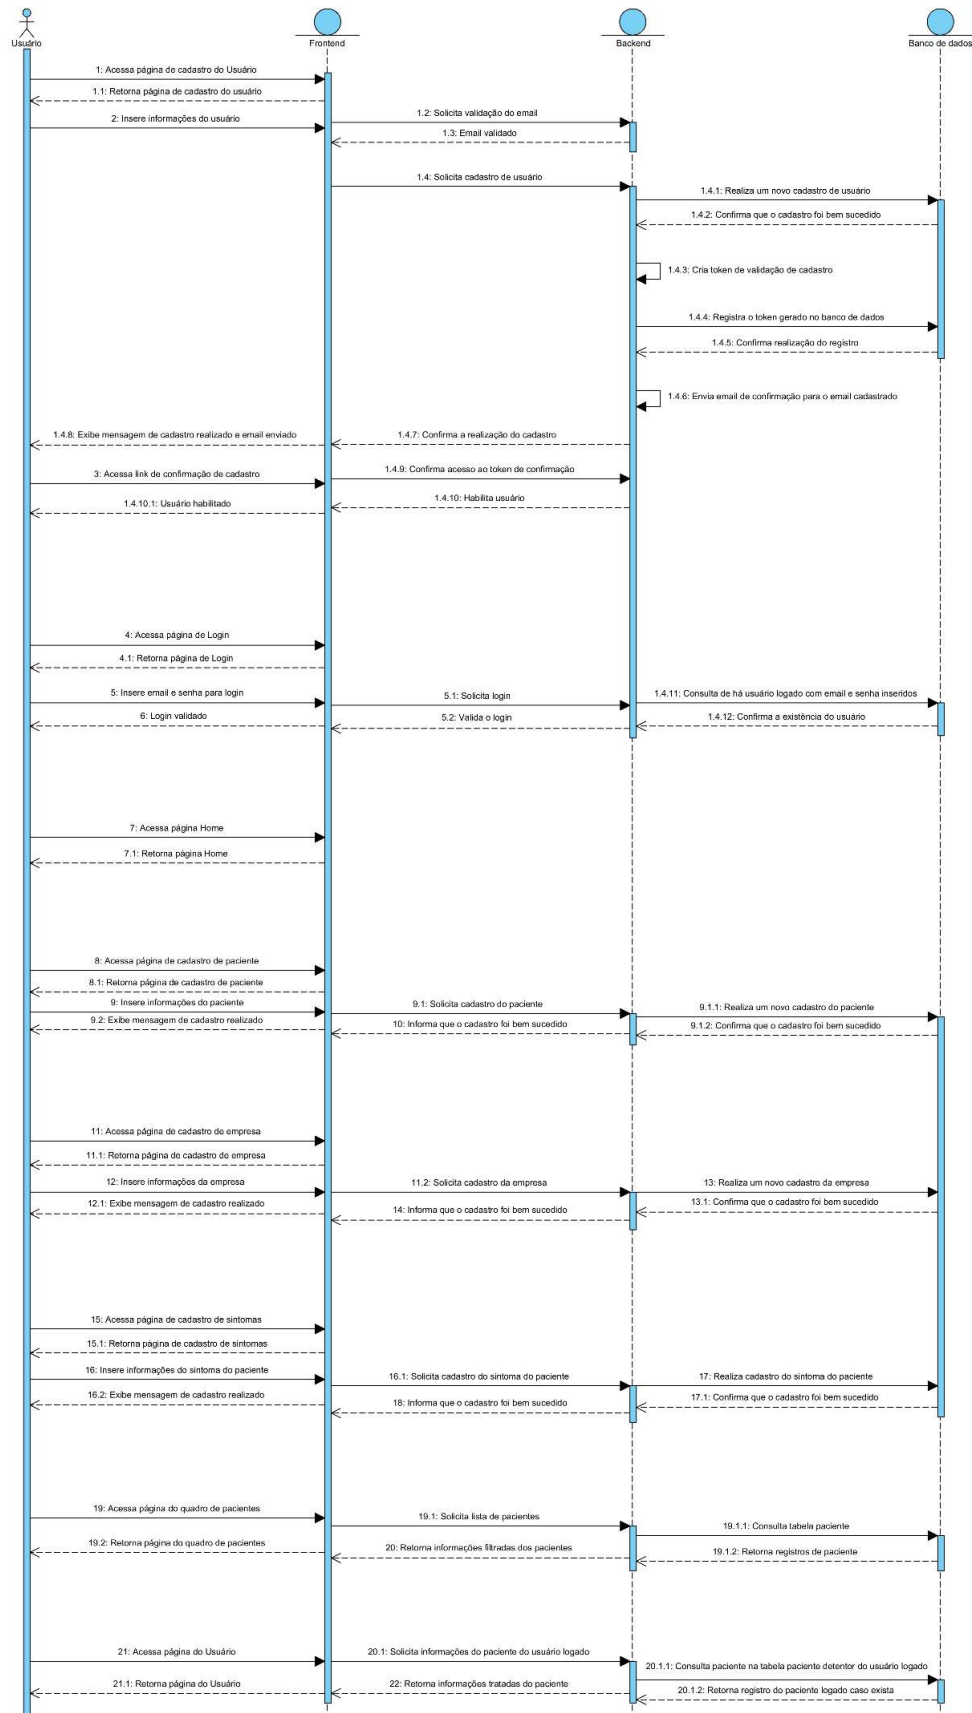 Usuário
Frontend
Backend
Banco de dados
1: Acessa página de cadastro do Usuário
1.1: Retorna página de cadastro do usuário
1.2: Solicita validação do email
2: Insere informações do usuário
1.3: Email validado
1.4: Solicita cadastro de usuário
1.4.1: Realiza um novo cadastro de usuário
1.4.2: Confirma que o cadastro foi bem sucedido
1.4.3: Cria token de validação de cadastro
1.4.4: Registra o token gerado no banco de dados
1.4.5: Confirma realização do registro
1.4.6: Envia email de confirmação para o email cadastrado
1.4.8: Exibe mensagem de cadastro realizado e email enviado
1.4.7: Confirma a realização do cadastro
3: Acessa link de confirmação de cadastro
1.4.9: Confirma acesso ao token de confirmação
1.4.10.1: Usuário habilitado
1.4.10: Habilita usuário
4: Acessa página de Login
4.1: Retorna página de Login
5: Insere email e senha para login
5.1: Solicita login
1.4.11: Consulta de há usuário logado com email e senha inseridos
6: Login validado
5.2: Valida o login
1.4.12: Confirma a existência do usuário
7: Acessa página Home
7.1: Retorna página Home
8: Acessa página de cadastro de paciente
8.1: Retorna página de cadastro de paciente
9: Insere informações do paciente
9.1: Solicita cadastro do paciente
9.1.1: Realiza um novo cadastro do paciente
9.2: Exibe mensagem de cadastro realizado
10: Informa que o cadastro foi bem sucedido
9.1.2: Confirma que o cadastro foi bem sucedido
11: Acessa página de cadastro de empresa
11.1: Retorna página de cadastro de empresa
12: Insere informações da empresa
11.2: Solicita cadastro da empresa
13: Realiza um novo cadastro da empresa
12.1: Exibe mensagem de cadastro realizado
14: Informa que o cadastro foi bem sucedido
13.1: Confirma que o cadastro foi bem sucedido
15: Acessa página de cadastro de sintomas
15.1: Retorna página de cadastro de sintomas
16: Insere informações do sintoma do paciente
16.1: Solicita cadastro do sintoma do paciente
17: Realiza cadastro do sintoma do paciente
16.2: Exibe mensagem de cadastro realizado
18: Informa que o cadastro foi bem sucedido
17.1: Confirma que o cadastro foi bem sucedido
19: Acessa página do quadro de pacientes
19.1: Solicita lista de pacientes
19.1.1: Consulta tabela paciente
19.2: Retorna página do quadro de pacientes
20: Retorna informações filtradas dos pacientes
19.1.2: Retorna registros de paciente
21: Acessa página do Usuário
20.1: Solicita informações do paciente do usuário logado
20.1.1: Consulta paciente na tabela paciente detentor do usuário logado
21.1: Retorna página do Usuário
22: Retorna informações tratadas do paciente
20.1.2: Retorna registro do paciente logado caso exista